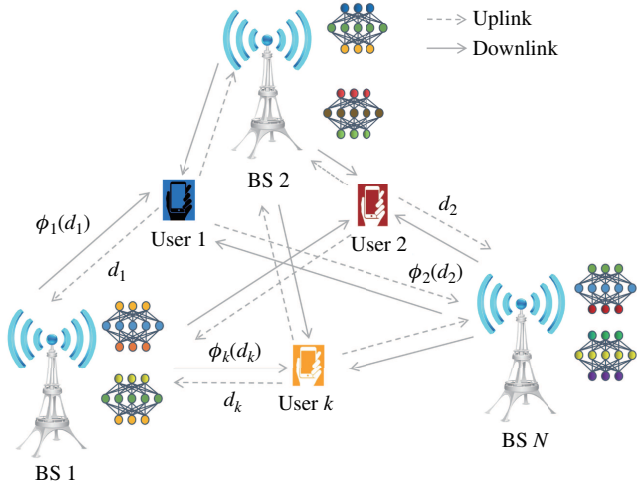 Uplink
Downlink
BS 2
ϕ₁(d₁)
User 1
d₂
User 2
d₁
ϕ₂(d₂)
ϕₖ(dₖ)
dₖ
User k
BS 1
BS N